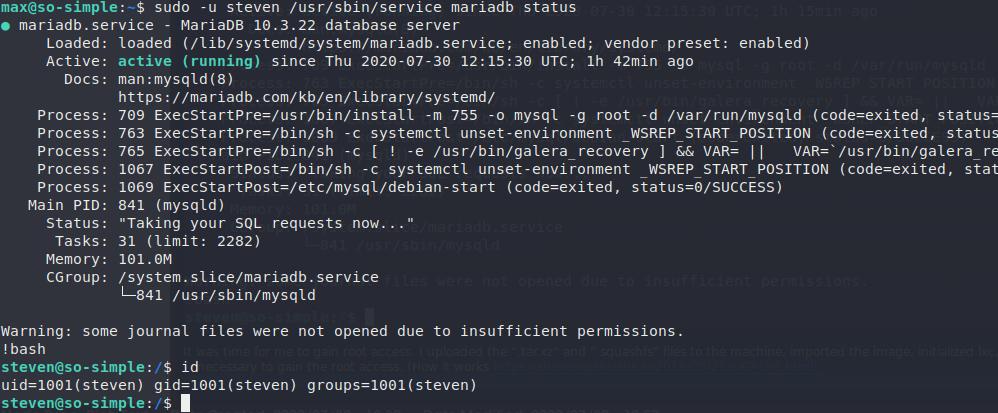 max@so-simple:~$ sudo -u steven /usr/sbin/service mariadb status
● mariadb.service - MariaDB 10.3.22 database server
Loaded: loaded (/lib/systemd/system/mariadb.service; enabled; vendor preset: enabled)
Active: active (running) since Thu 2020-07-30 12:15:30 UTC; 1h 42min ago
Docs: man:mysqld(8)
https://mariadb.com/kb/en/library/systemd/
Process: 709 ExecStartPre=/usr/bin/install -m 755 -o mysql -g root -d /var/run/mysqld (code=exited, status=
Process: 763 ExecStartPre=/bin/sh -c systemctl unset-environment _WSREP_START_POSITION (code=exited, status
Process: 765 ExecStartPre=/bin/sh -c [ ! -e /usr/bin/galera_recovery ] && VAR= ||   VAR=`/usr/bin/galera_re
Process: 1067 ExecStartPost=/bin/sh -c systemctl unset-environment _WSREP_START_POSITION (code=exited, stat
Process: 1069 ExecStartPost=/etc/mysql/debian-start (code=exited, status=0/SUCCESS)
Main PID: 841 (mysqld)
Status: "Taking your SQL requests now..."
Tasks: 31 (limit: 2282)
Memory: 101.0M
CGroup: /system.slice/mariadb.service
└─841 /usr/sbin/mysqld
Warning: some journal files were not opened due to insufficient permissions.
!bash
steven@so-simple:/$ id
uid=1001(steven) gid=1001(steven) groups=1001(steven)
steven@so-simple:/$